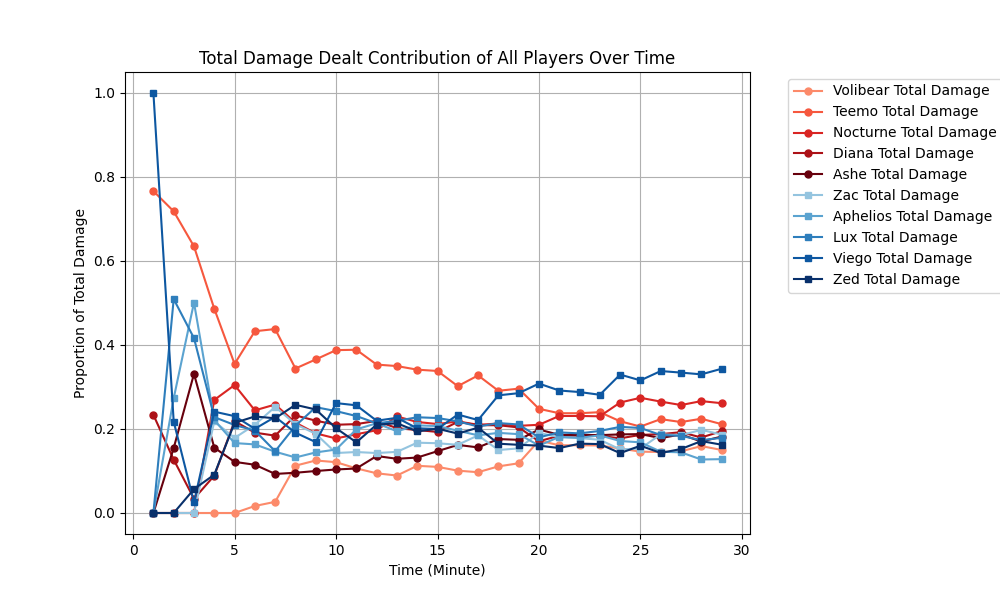 Total Damage Dealt Contribution of All Players Over Time
1.0
0.8
0.6
0.4
0.2
0.0
Proportion of Total Damage
0
5
10
15
20
25
30
Time (Minute)
Volibear Total Damage
Teemo Total Damage
Nocturne Total Damage
Diana Total Damage
Ashe Total Damage
Zac Total Damage
Aphelios Total Damage
Lux Total Damage
Viego Total Damage
Zed Total Damage